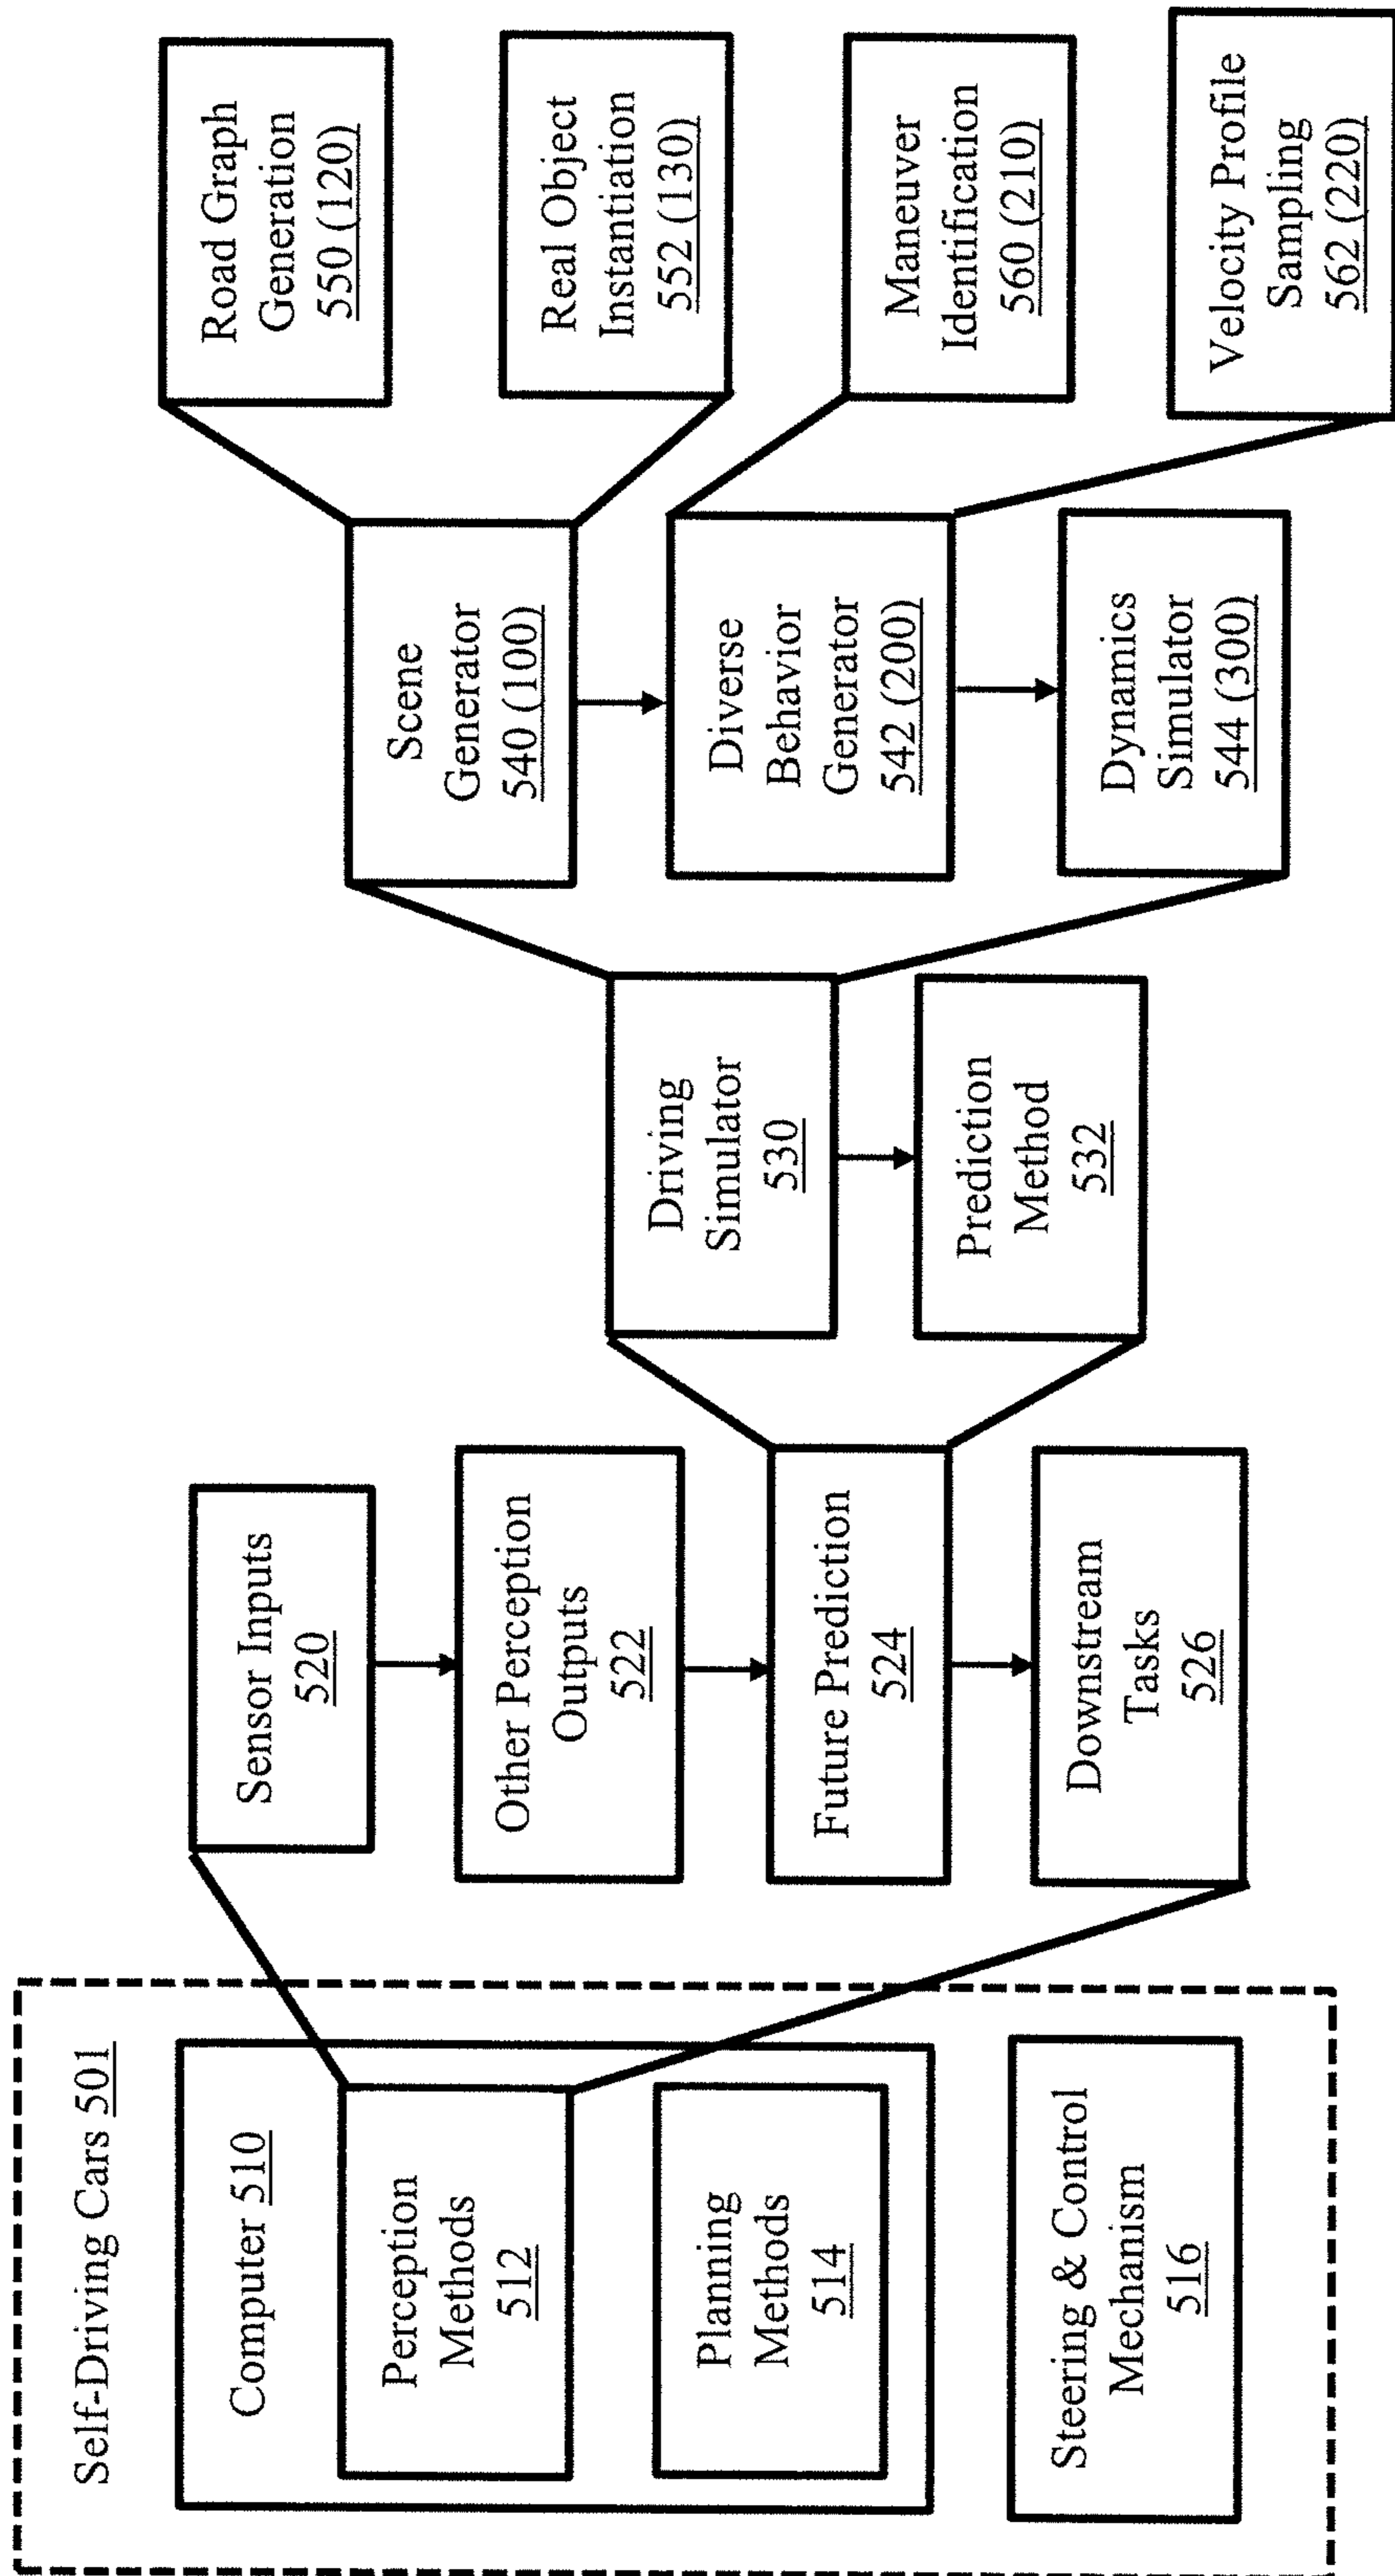 Self-Driving Cars 501
Computer 510
Perception
Methods
512
Planning
Methods
514
Steering & Control
Mechanism
516
Sensor Inputs
520
Other Perception
Outputs
522
Future Prediction
524
Downstream
Tasks
526
Driving
Simulator
530
Prediction
Method
532
Scene
Generator
540 (100)
Diverse
Behavior
Generator
542 (200)
Dynamics
Simulator
544 (300)
Road Graph
Generation
550 (120)
Real Object
Instantiation
552 (130)
Maneuver
Identification
560 (210)
Velocity Profile
Sampling
562 (220)